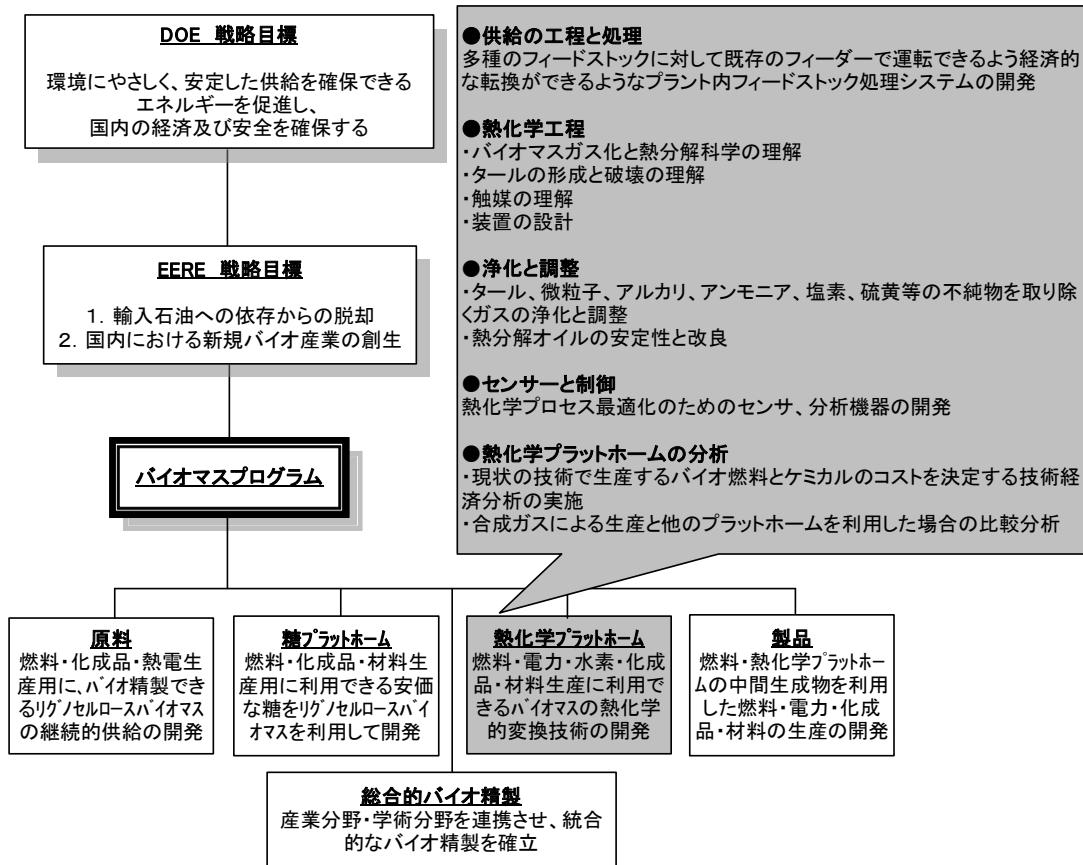 DOE 戦略目標
環境にやさしく、安定した供給を確保できる
エネルギーを促進し、
国内の経済及び安全を確保する
EERE 戦略目標
1. 輸入石油への依存からの脱却
2. 国内における新規バイオ産業の創生
バイオマスプログラム
●供給の工程と処理
多種のフィードストックに対して既存のフィーダーで運転できるよう経済的
な転換ができるようなプラント内フィードストック処理システムの開発
●熱化学工程
・バイオマスガス化と熱分解科学の理解
・タールの形成と破壊の理解
・触媒の理解
・装置の設計
●浄化と調整
・タール、微粒子、アルカリ、アンモニア、塩素、硫黄等の不純物を取り除
くガスの浄化と調整
・熱分解オイルの安定性と改良
●センサーと制御
熱化学プロセス最適化のためのセンサ、分析機器の開発
●熱化学プラットホームの分析
・現状の技術で生産するバイオ燃料とケミカルのコストを決定する技術経
済分析の実施
・合成ガスによる生産と他のプラットホームを利用した場合の比較分析
原料
燃料・化成品・熱電生
産用に、ﾊﾞｲｵ精製でき
るﾘｸﾞﾉｾﾙﾛｰｽﾊﾞｲｵﾏｽ
の継続的供給の開発
糖ﾌﾟﾗｯﾄﾎｰﾑ
燃料・化成品・材料生
産用に利用できる安価
な糖をﾘｸﾞﾉｾﾙﾛｰｽﾊﾞｲ
ｵﾏｽを利用して開発
熱化学ﾌﾟﾗｯﾄﾎｰﾑ
燃料・電力・水素・化成
品・材料生産に利用で
きるﾊﾞｲｵﾏｽの熱化学
的変換技術の開発
製品
燃料・熱化学ﾌﾟﾗｯﾄﾎｰ
ﾑの中間生成物を利用
した燃料・電力・化成
品・材料の生産の開発
総合的バイオ精製
産業分野・学術分野を連携させ、統合
的なバイオ精製を確立